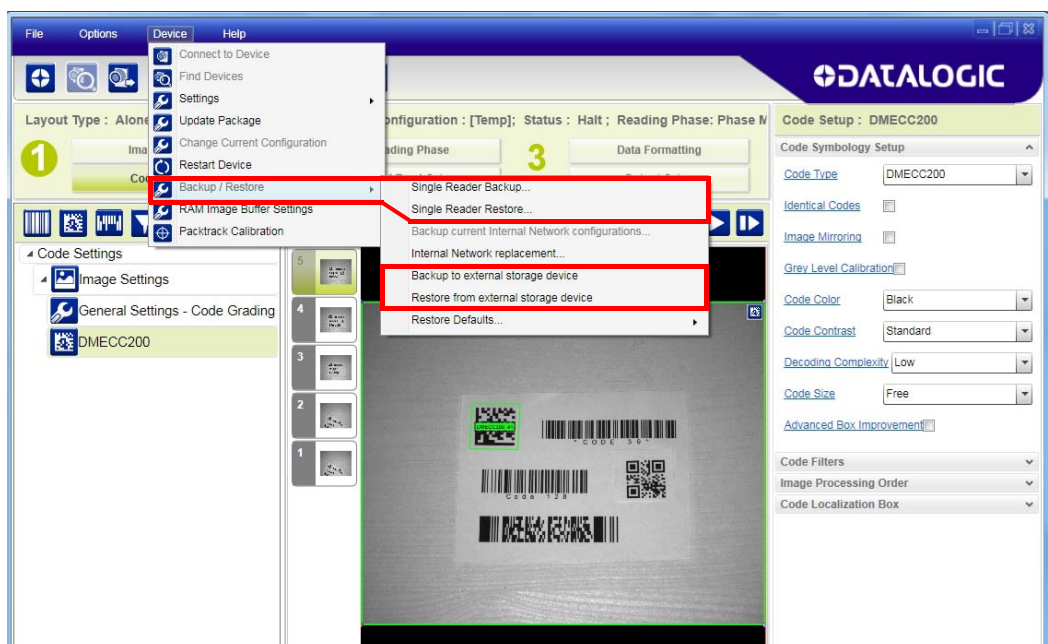 File Options Device Help
DATALOGIC
Connect to Device
Find Devices
Settings
Update Package
Change Current Configuration
Restart Device
Backup / Restore
RAM Image Buffer Settings
Packtrack Calibration
Single Reader Backup...
Single Reader Restore...
Backup current Internal Network configurations...
Internal Network replacement...
Backup to external storage device
Restore from external storage device
Restore Defaults...
Layout Type : Alone
onfiguration : [Temp]; Status : Halt ; Reading Phase: Phase M
1
Ima
Co
ading Phase
3
Data Formatting
Code Settings
Image Settings
General Settings - Code Grading
DMECC200
5
4
3
2
1
CODE 39
Code 128
Code Setup : DMECC200
Code Symbology Setup
Code Type DMECC200
Identical Codes
Image Mirroring
Grey Level Calibration
Code Color Black
Code Contrast Standard
Decoding Complexity Low
Code Size Free
Advanced Box Improvement
Code Filters
Image Processing Order
Code Localization Box